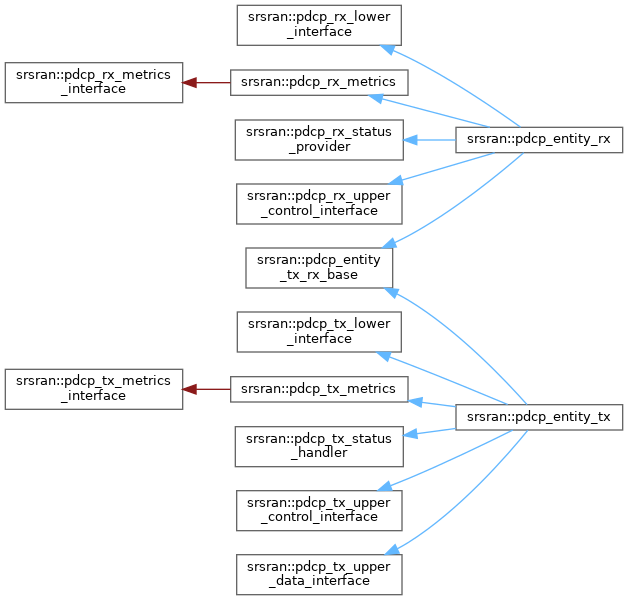 srsran::pdcp_rx_lower
_interface
srsran::pdcp_rx_metrics
_interface
srsran::pdcp_rx_metrics
srsran::pdcp_rx_status
_provider
srsran::pdcp_entity_rx
srsran::pdcp_rx_upper
_control_interface
srsran::pdcp_entity
_tx_rx_base
srsran::pdcp_tx_lower
_interface
srsran::pdcp_tx_metrics
_interface
srsran::pdcp_tx_metrics
srsran::pdcp_entity_tx
srsran::pdcp_tx_status
_handler
srsran::pdcp_tx_upper
_control_interface
srsran::pdcp_tx_upper
_data_interface